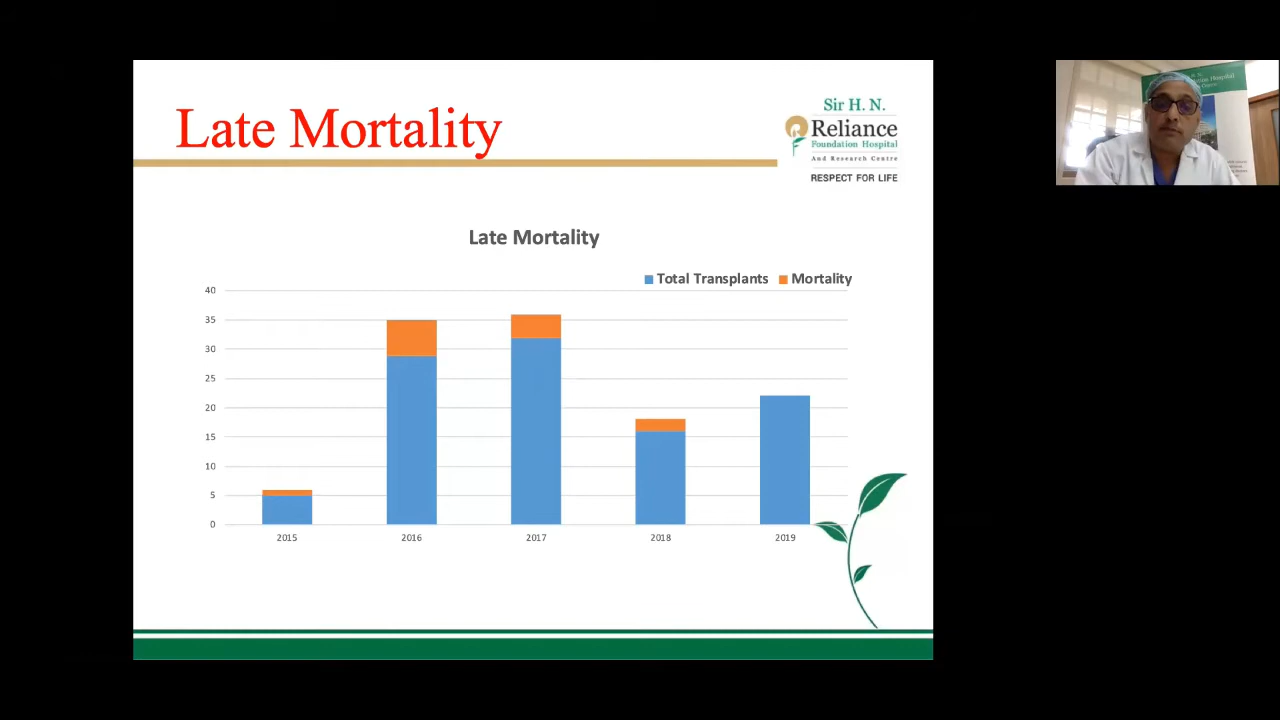 Late Mortality
Sir H. N.
Reliance
Foundation Hospital
And Research Centre
RESPECT FOR LIFE
Late Mortality
Total Transplants
Mortality
40
35
30
25
20
15
10
5
0
2015
2016
2017
2018
2019